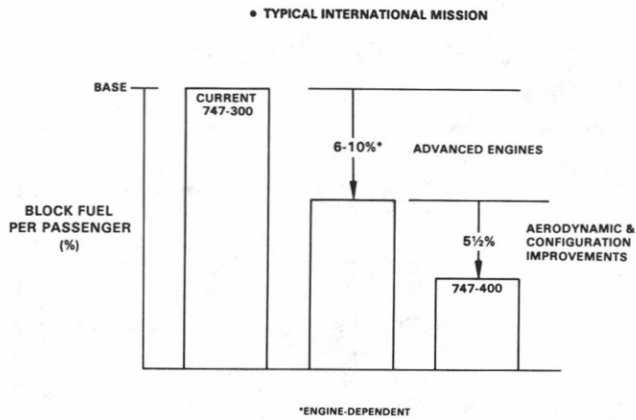 • TYPICAL INTERNATIONAL MISSION
BASE
CURRENT
747-300
6-10%*
ADVANCED ENGINES
BLOCK FUEL
PER PASSENGER
(%)
5½%
AERODYNAMIC &
CONFIGURATION
IMPROVEMENTS
747-400
*ENGINE-DEPENDENT